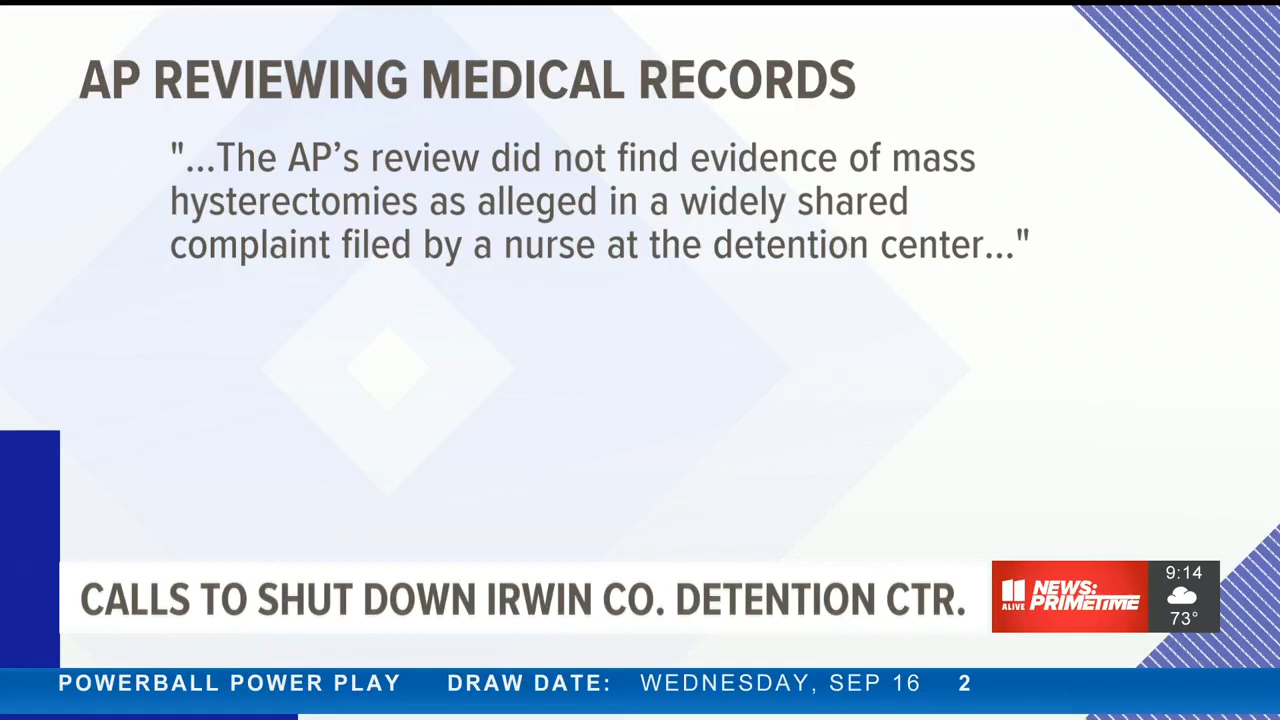 AP REVIEWING MEDICAL RECORDS
"...The AP’s review did not find evidence of mass
hysterectomies as alleged in a widely shared
complaint filed by a nurse at the detention center..."
CALLS TO SHUT DOWN IRWIN CO. DETENTION CTR.
11 ALIVE NEWS: PRIMETIME
9:14
73°
POWERBALL POWER PLAY DRAW DATE: WEDNESDAY, SEP 16 2